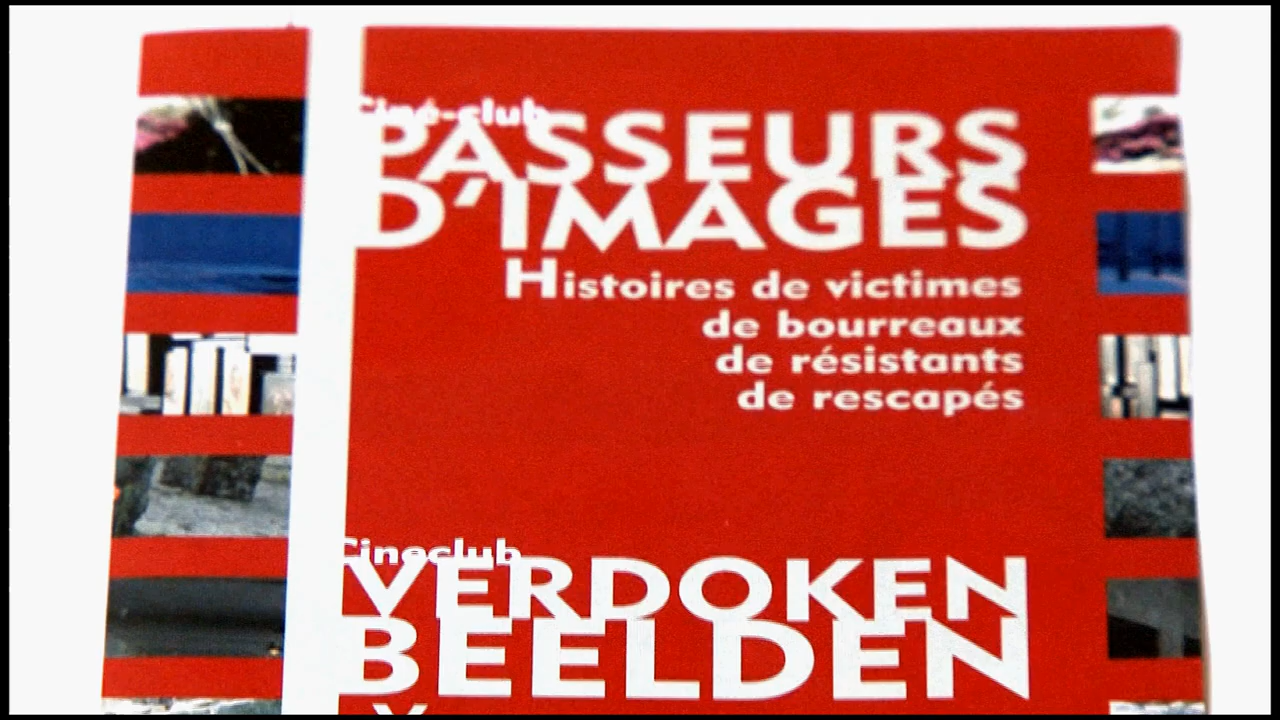 Ciné-club
PASSEURS
D'IMAGES
Histoires de victimes
de bourreaux
de résistants
de rescapés
Cineclub
VERDOKEN
BEELDEN